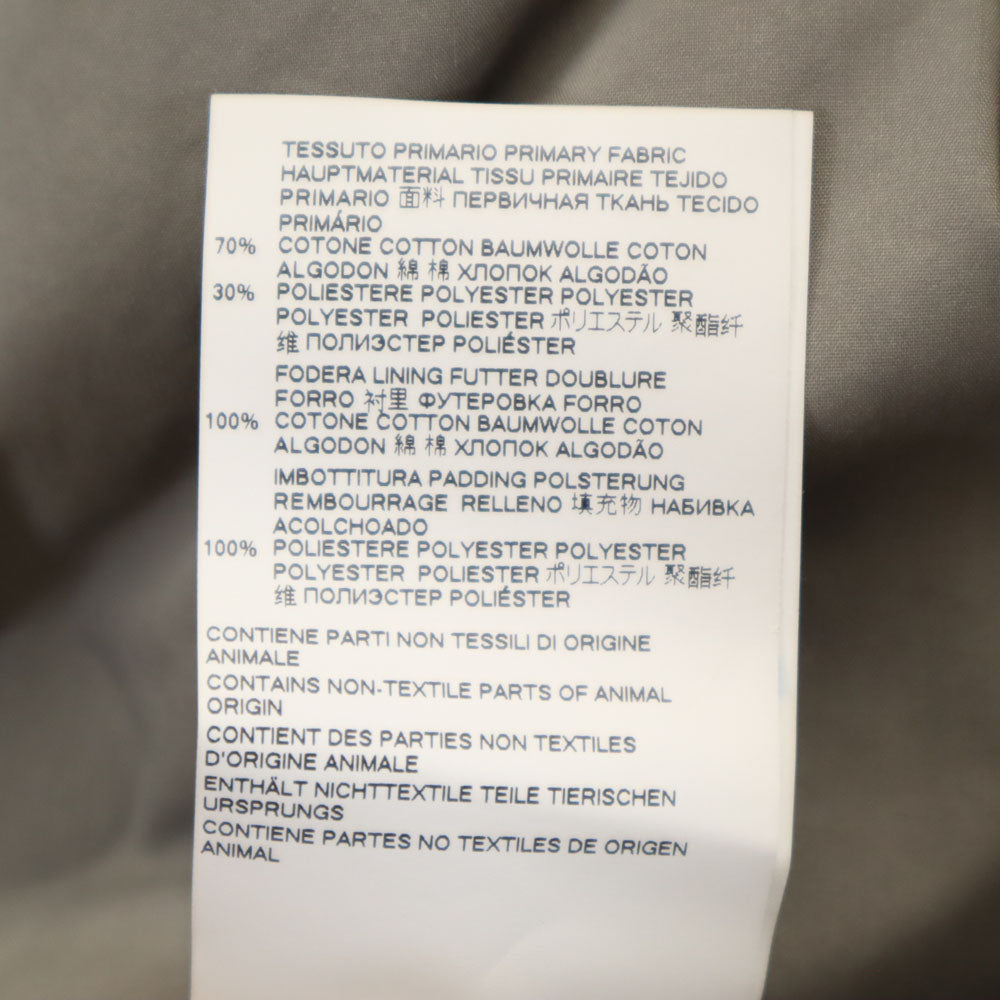 TESSUTO PRIMARIO PRIMARY FABRIC
HAUPTMATERIAL TISSU PRIMAIRE TEJIDO
PRIMARIO 面料 ПЕРВИЧНАЯ ТКАНЬ TECIDO
PRIMÁRIO
70% COTONE COTTON BAUMWOLLE COTON
ALGODON 綿 棉 ХЛОПОК ALGODÃO
30% POLIESTERE POLYESTER POLYESTER
POLYESTER POLIESTER ポリエステル 聚酯纤
维 ПОЛИЭСТЕР POLIÉSTER
FODERA LINING FUTTER DOUBLURE
FORRO 衬里 ФУТЕРОВКА FORRO
100% COTONE COTTON BAUMWOLLE COTON
ALGODON 綿 棉 ХЛОПОК ALGODÃO
IMBOTTITURA PADDING POLSTERUNG
REMBOURRAGE RELLENO 填充物 НАБИВКА
ACOLCHOADO
100% POLIESTERE POLYESTER POLYESTER
POLYESTER POLIESTER ポリエステル 聚酯纤
维 ПОЛИЭСТЕР POLIÉSTER
CONTIENE PARTI NON TESSILI DI ORIGINE
ANIMALE
CONTAINS NON-TEXTILE PARTS OF ANIMAL
ORIGIN
CONTIENT DES PARTIES NON TEXTILES
D'ORIGINE ANIMALE
ENTHÄLT NICHTTEXTILE TEILE TIERISCHEN
URSPRUNGS
CONTIENE PARTES NO TEXTILES DE ORIGEN
ANIMAL